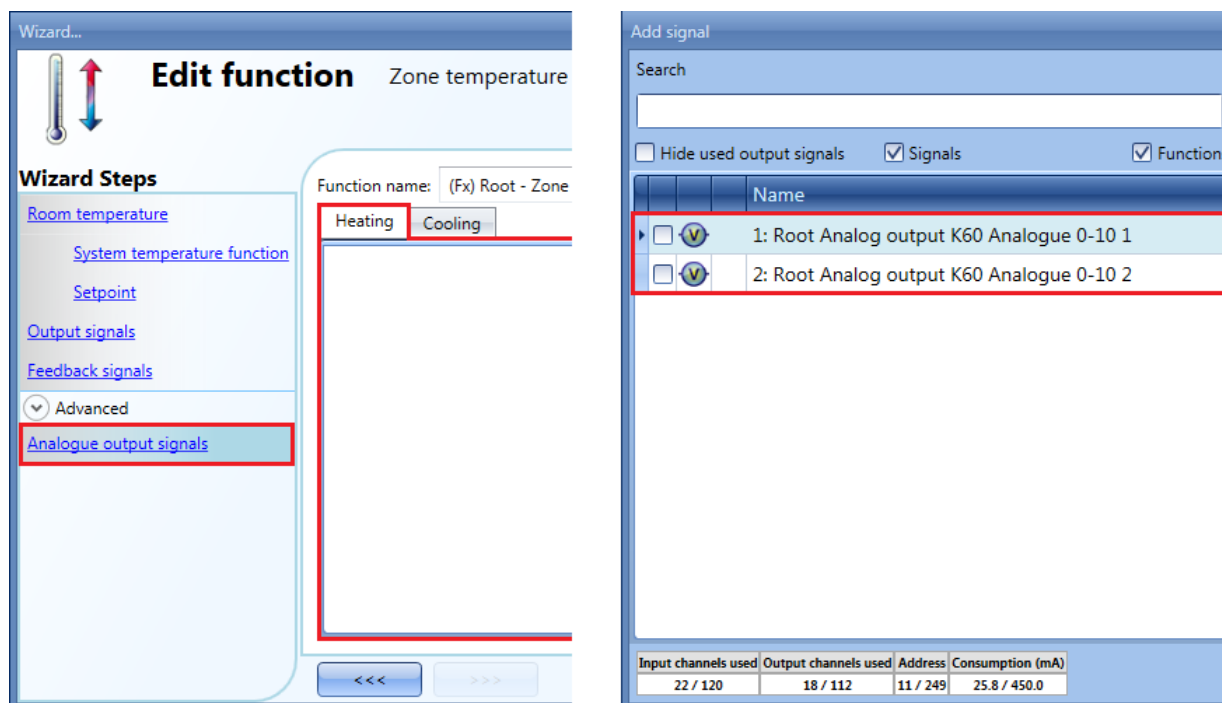 Wizard...
Edit function Zone temperature
Wizard Steps
Room temperature
System temperature function
Setpoint
Output signals
Feedback signals
Advanced
Analogue output signals
Function name: (Fx) Root - Zone
Heating Cooling
<<< >>>
Add signal
Search
Hide used output signals Signals Function
Name
V 1: Root Analog output K60 Analogue 0-10 1
V 2: Root Analog output K60 Analogue 0-10 2
Input channels used Output channels used Address Consumption (mA)
22 / 120 18 / 112 11 / 249 25.8 / 450.0